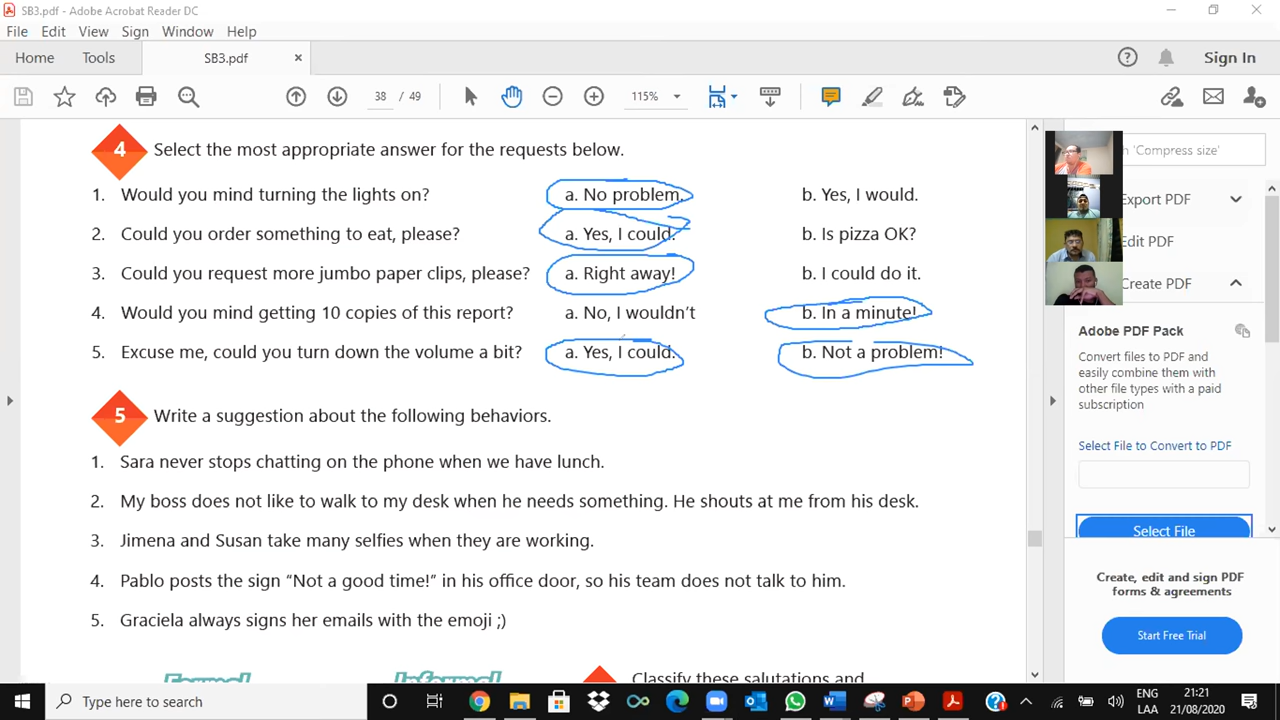 SB3.pdf - Adobe Acrobat Reader DC
File Edit View Sign Window Help
Home Tools SB3.pdf × Sign In
38 / 49 115%
4 Select the most appropriate answer for the requests below.
1. Would you mind turning the lights on? a. No problem. b. Yes, I would.
2. Could you order something to eat, please? a. Yes, I could. b. Is pizza OK?
3. Could you request more jumbo paper clips, please? a. Right away! b. I could do it.
4. Would you mind getting 10 copies of this report? a. No, I wouldn't b. In a minute!
5. Excuse me, could you turn down the volume a bit? a. Yes, I could. b. Not a problem!
5 Write a suggestion about the following behaviors.
1. Sara never stops chatting on the phone when we have lunch.
2. My boss does not like to walk to my desk when he needs something. He shouts at me from his desk.
3. Jimena and Susan take many selfies when they are working.
4. Pablo posts the sign “Not a good time!” in his office door, so his team does not talk to him.
5. Graciela always signs her emails with the emoji ;)
Formal Informal Classify these salutations and
'Compress size'
Export PDF
Edit PDF
Create PDF
Adobe PDF Pack
Convert files to PDF and
easily combine them with
other file types with a paid
subscription
Select File to Convert to PDF
Select File
Create, edit and sign PDF
forms & agreements
Start Free Trial
Type here to search
ENG 21:21
LAA 21/08/2020